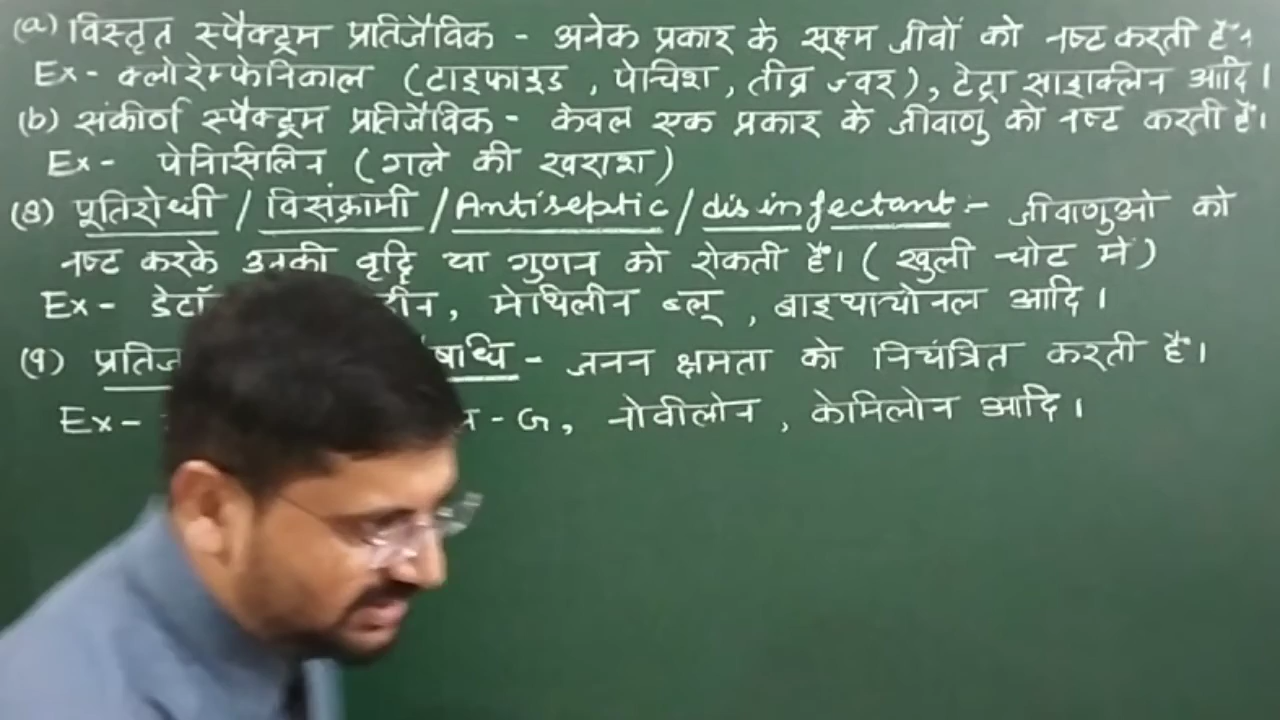 (a) विस्तृत स्पैक्ट्रम प्रतिजैविक - अनेक प्रकार के सूक्ष्म जीवों को नष्ट करती हैं।
Ex - क्लोरेम्फेनिकाल (टाइफाइड , पेचिश , तीव्र ज्वर) , टेट्रा साइक्लिन आदि।
(b) संकीर्ण स्पैक्ट्रम प्रतिजैविक - केवल एक प्रकार के जीवाणु को नष्ट करती हैं।
Ex - पेनिसिलिन (गले की खराश)
(8) पूतिरोधी / विसंक्रामी / Antiseptic / disinfectant :- जीवाणुओ को
नष्ट करके उनकी वृद्धि या गुणन को रोकती हैं। ( खुली चोट में )
Ex - मेथिलीन ब्लू , बाइथायोनल आदि ।
(9) - जनन क्षमता को नियंत्रित करती हैं।
Ex - - G , नोवीलोन , केमिलोन आदि ।